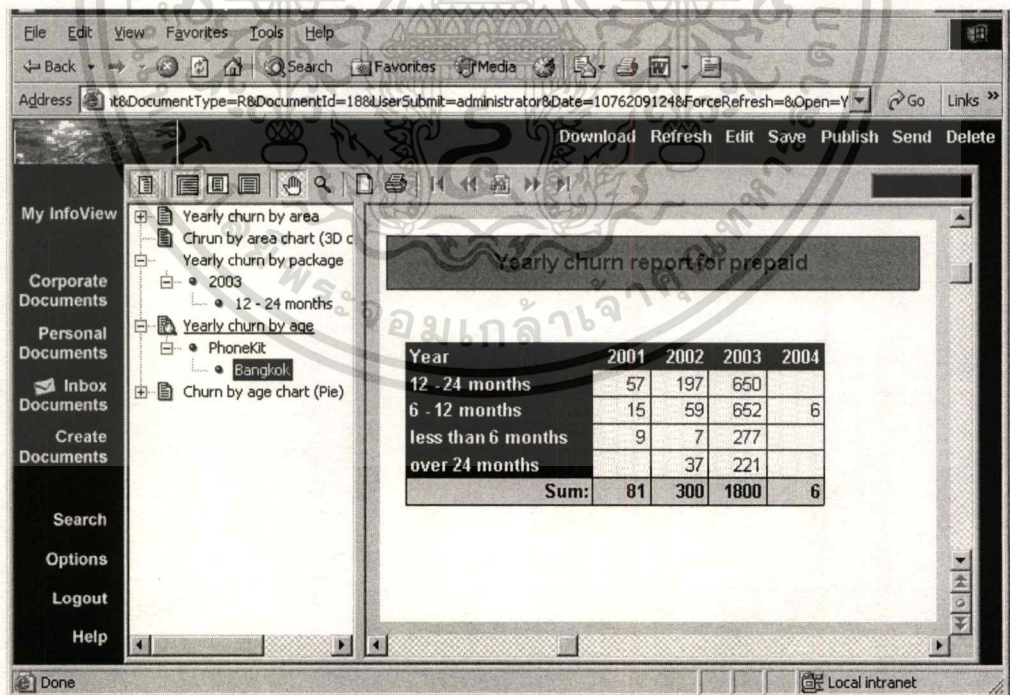 File Edit View Favorites Tools Help
Back Search Favorites Media
Address nt&DocumentType=R&DocumentId=18&UserSubmit=administrator&Date=1076209124&ForceRefresh=&Open=Y Go Links »
Download Refresh Edit Save Publish Send Delete
My InfoView
Corporate
Documents
Personal
Documents
Inbox
Documents
Create
Documents
Search
Options
Logout
Help
Yearly churn by area
Chrun by area chart (3D c
Yearly churn by package
2003
12 - 24 months
Yearly churn by age
PhoneKit
Bangkok
Churn by age chart (Pie)
Yearly churn report for prepaid
Year 2001 2002 2003 2004
12 - 24 months 57 197 650
6 - 12 months 15 59 652 6
less than 6 months 9 7 277
over 24 months 37 221
Sum: 81 300 1800 6
Done Local intranet